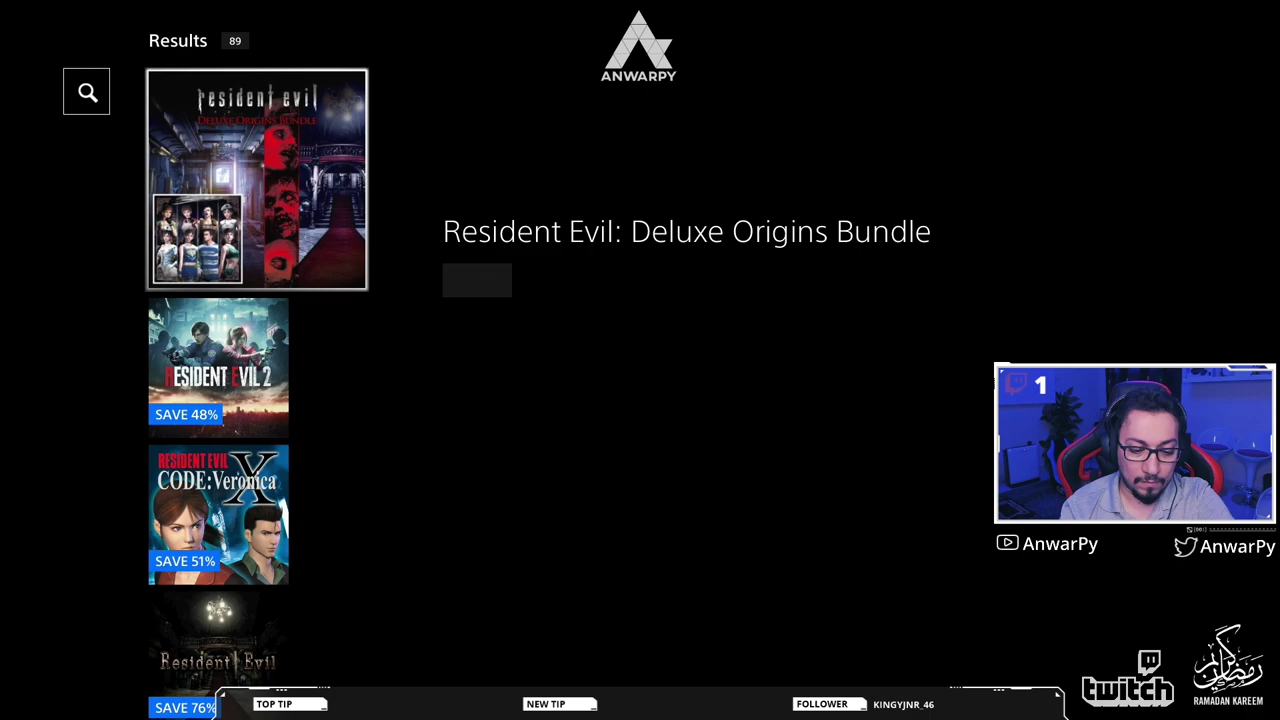 Results 89
ANWARPY
resident evil
DELUXE ORIGINS BUNDLE
Resident Evil: Deluxe Origins Bundle
RESIDENT EVIL 2
SAVE 48%
RESIDENT EVIL
CODE: Veronica X
SAVE 51%
Resident Evil
SAVE 76%
1
AnwarPy
AnwarPy
twitch
رمضان كريم
RAMADAN KAREEM
TOP TIP
NEW TIP
FOLLOWER KINGYJNR_46